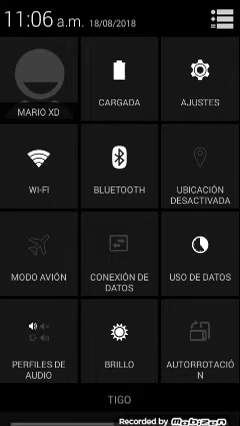 11:06 a.m. 18/08/2018
MARIO XD
CARGADA
AJUSTES
WI-FI
BLUETOOTH
UBICACIÓN
DESACTIVADA
MODO AVIÓN
CONEXIÓN DE
DATOS
USO DE DATOS
PERFILES DE
AUDIO
BRILLO
AUTORROTACIÓ
N
TIGO
Recorded by Mobizen